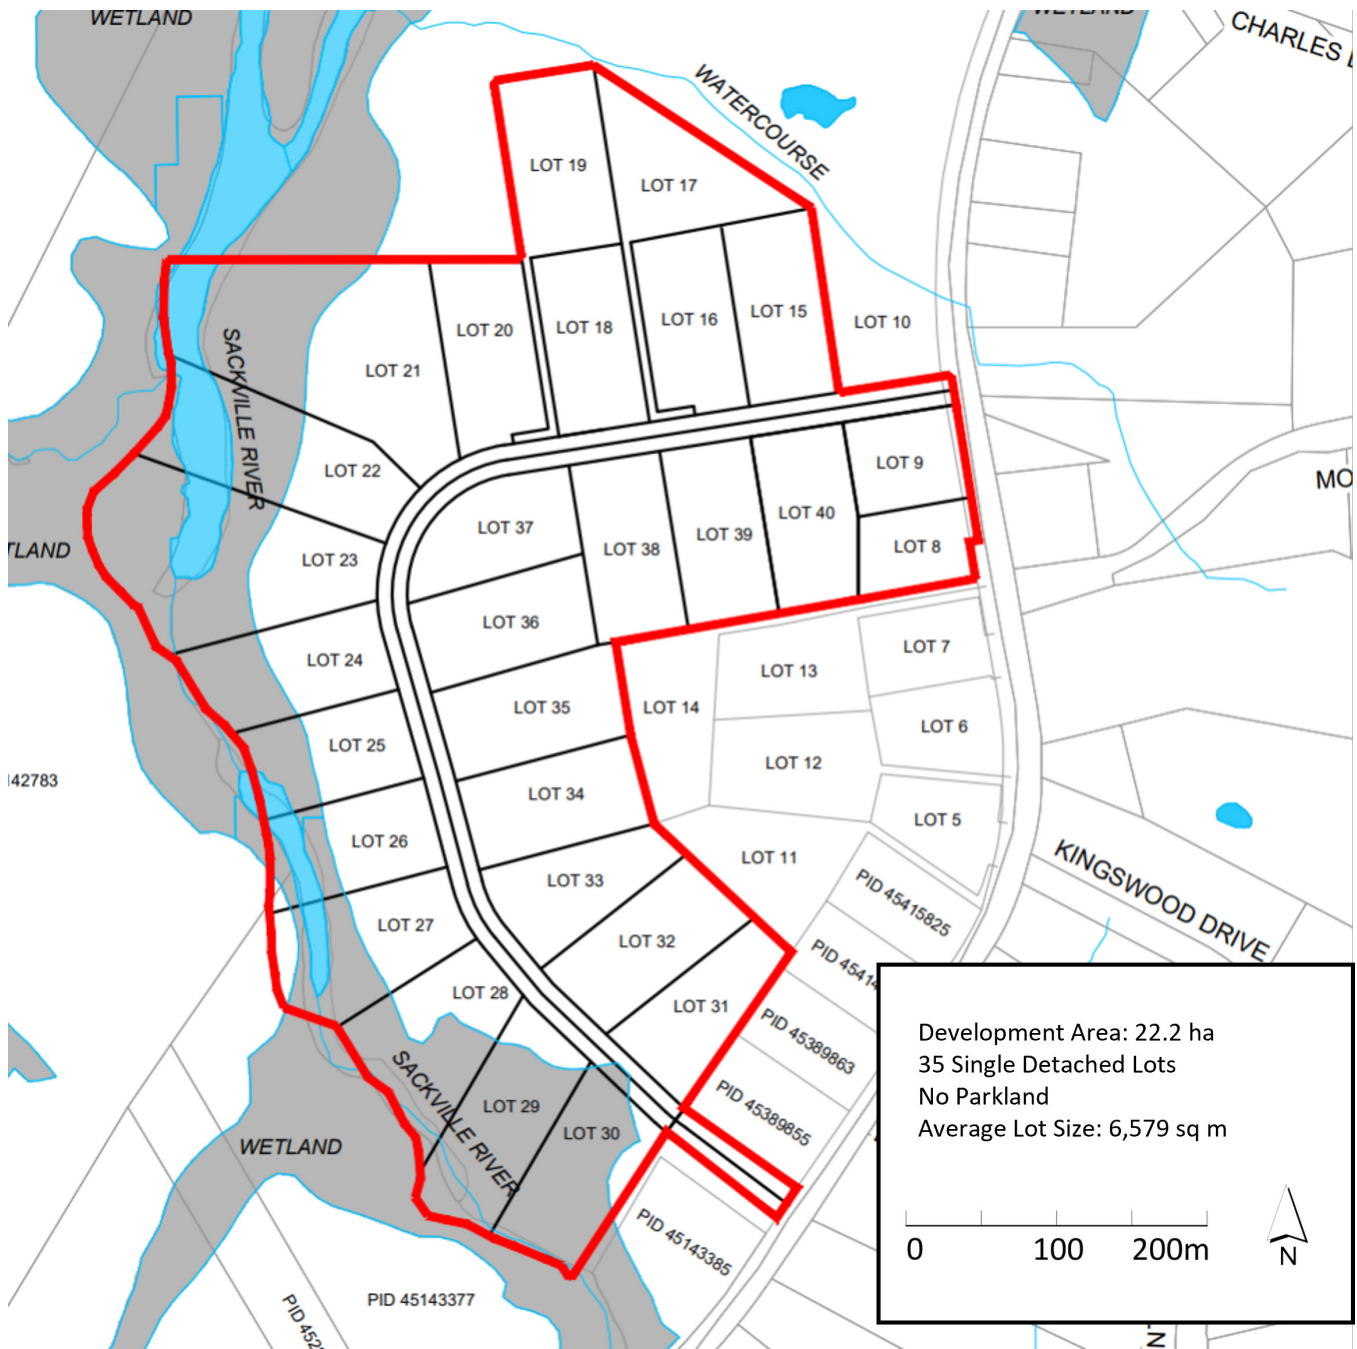 WETLAND
WETLAND
CHARLES
WATERCOURSE
LOT 19
LOT 17
LOT 20
LOT 18
LOT 16
LOT 15
LOT 10
LOT 21
SACKVILLE RIVER
LOT 22
LOT 9
MO
LOT 37
LOT 38
LOT 39
LOT 40
LOT 8
TLAND
LOT 23
LOT 36
LOT 24
LOT 13
LOT 7
LOT 35
LOT 14
LOT 6
LOT 25
LOT 12
142783
LOT 34
LOT 5
LOT 26
LOT 11
KINGSWOOD DRIVE
LOT 33
PID 45415825
LOT 27
LOT 32
PID 45414
LOT 28
LOT 31
PID 45389863
SACKVILLE RIVER
LOT 29
LOT 30
PID 45389855
WETLAND
PID 45143385
PID 45143377
PID 452
Development Area: 22.2 ha
35 Single Detached Lots
No Parkland
Average Lot Size: 6,579 sq m
0 100 200m
N